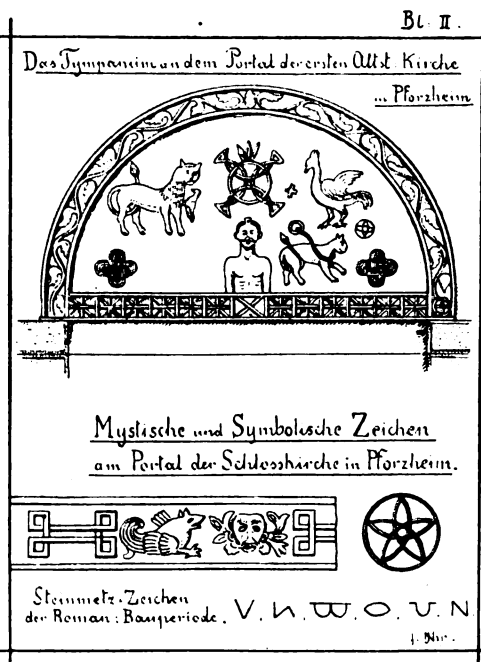 Bl. II.
Das Tympanim an dem Portal der ersten Altst. Kirche
in Pforzheim
Mystische und Symbolische Zeichen
am Portal der Schlosskirche in Pforzheim.
Steinmetz-Zeichen
der Roman: Bauperiode.